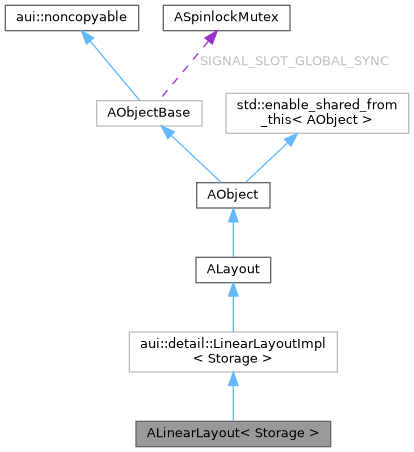 aui::noncopyable
ASpinlockMutex
SIGNAL_SLOT_GLOBAL_SYNC
AObjectBase
std::enable_shared_from
_this< AObject >
AObject
ALayout
aui::detail::LinearLayoutImpl
< Storage >
ALinearLayout< Storage >